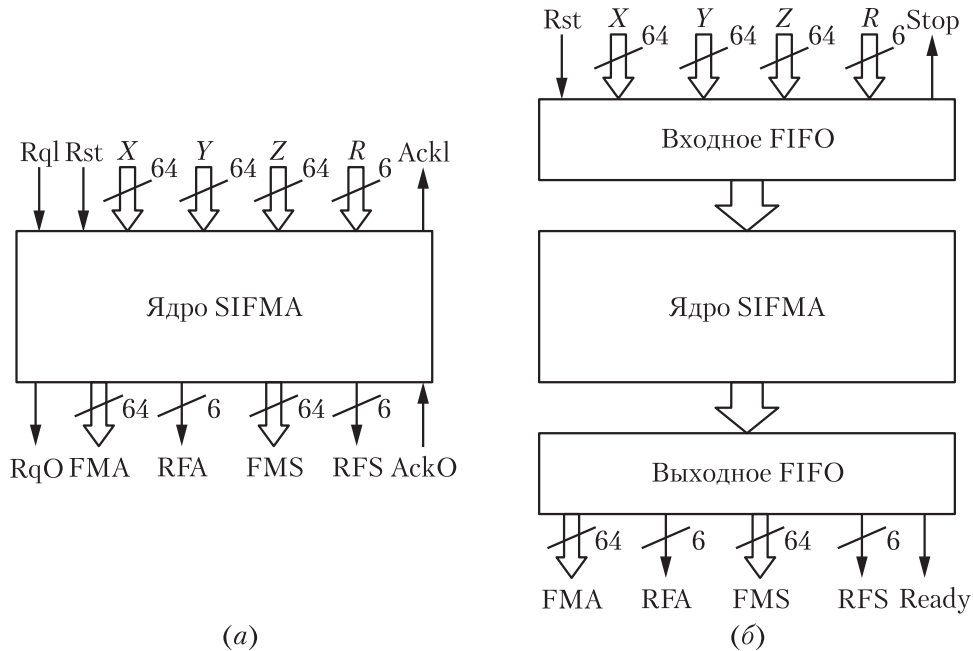 Rst X 64 Y 64 Z 64 R 6 Stop
Входное FIFO
RqI Rst X 64 Y 64 Z 64 R 6 AckI
Ядро SIFMA
Ядро SIFMA
64 6 64 6
RqO FMA RFA FMS RFS AckO
Выходное FIFO
64 6 64 6
FMA RFA FMS RFS Ready
(а)
(б)